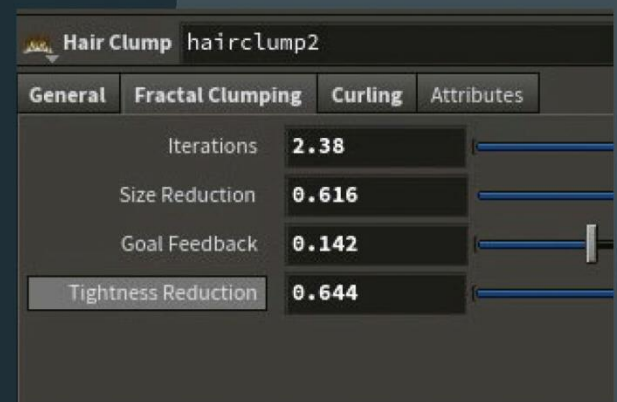 Hair Clump hairclump2
General Fractal Clumping Curling Attributes
Iterations 2.38
Size Reduction 0.616
Goal Feedback 0.142
Tightness Reduction 0.644